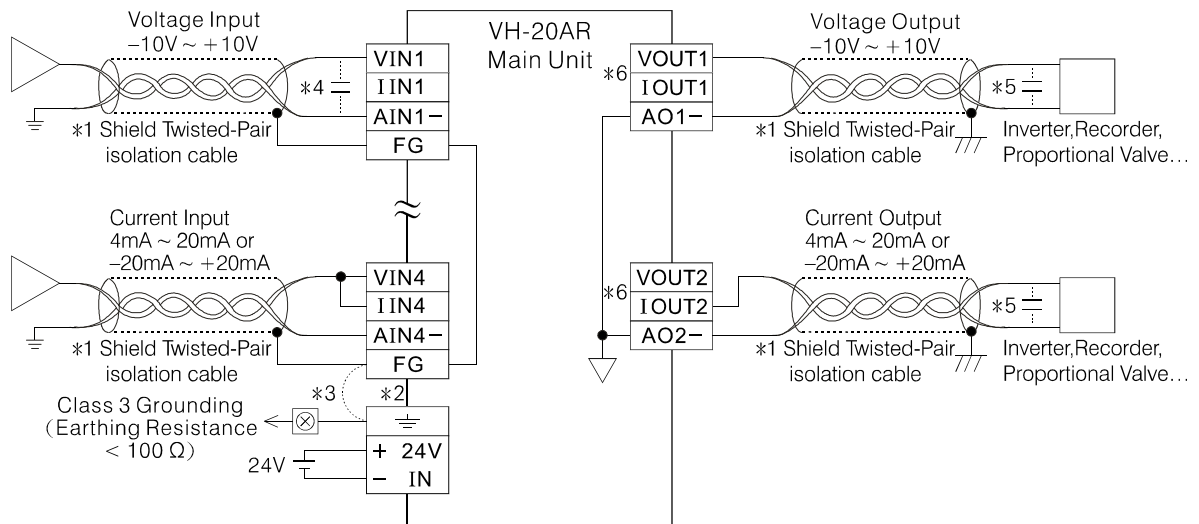 Voltage Input
–10V ~ +10V
VIN1
IIN1
AIN1−
FG
*4
*1 Shield Twisted-Pair
isolation cable
VH-20AR
Main Unit
*6
VOUT1
IOUT1
AO1−
Voltage Output
–10V ~ +10V
*5
*1 Shield Twisted-Pair
isolation cable
Inverter,Recorder,
Proportional Valve…
Current Input
4mA ~ 20mA or
–20mA ~ +20mA
VIN4
IIN4
AIN4−
FG
*1 Shield Twisted-Pair
isolation cable
*3
*2
Class 3 Grounding
(Earthing Resistance
< 100 Ω)
24V
+ 24V
− IN
*6
VOUT2
IOUT2
AO2−
Current Output
4mA ~ 20mA or
–20mA ~ +20mA
*5
*1 Shield Twisted-Pair
isolation cable
Inverter,Recorder,
Proportional Valve…